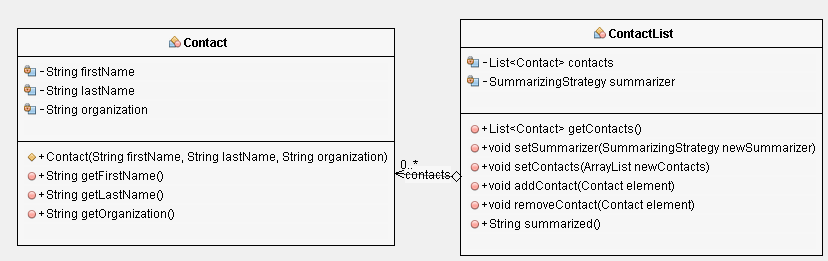 Contact
- String firstName
- String lastName
- String organization
+ Contact(String firstName, String lastName, String organization)
+ String getFirstName()
+ String getLastName()
+ String getOrganization()
0..*
contacts
ContactList
- List<Contact> contacts
- SummarizingStrategy summarizer
+ List<Contact> getContacts()
+ void setSummarizer(SummarizingStrategy newSummarizer)
+ void setContacts(ArrayList newContacts)
+ void addContact(Contact element)
+ void removeContact(Contact element)
+ String summarized()